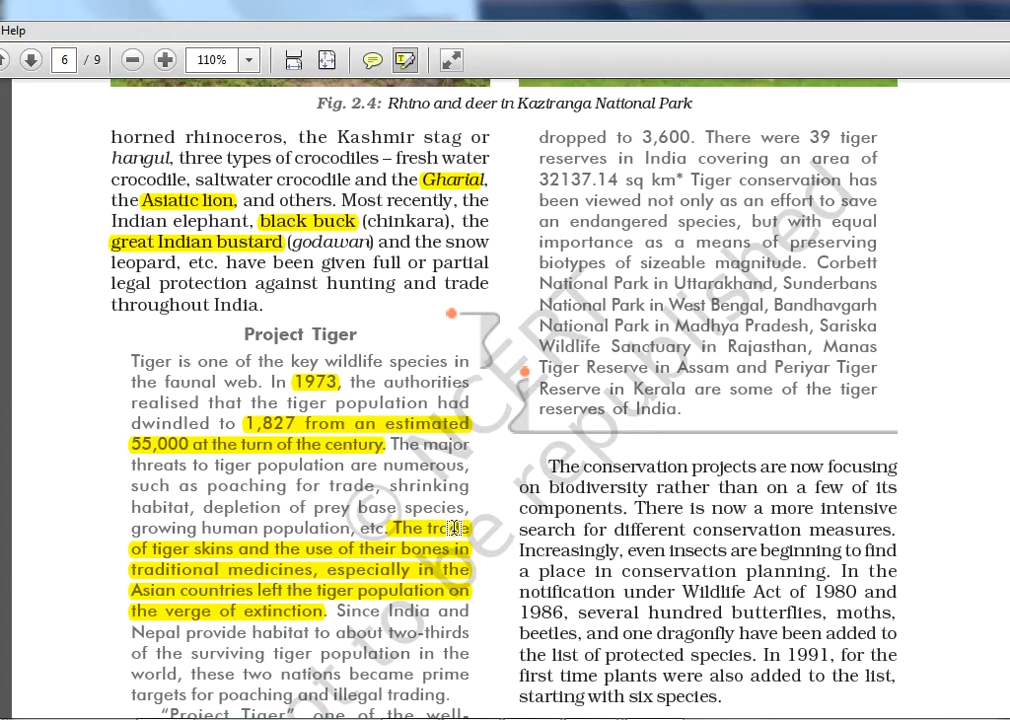 Help
6 / 9
110%
Fig. 2.4: Rhino and deer in Kaziranga National Park
horned rhinoceros, the Kashmir stag or
hangul, three types of crocodiles – fresh water
crocodile, saltwater crocodile and the Gharial,
the Asiatic lion, and others. Most recently, the
Indian elephant, black buck (chinkara), the
great Indian bustard (godawan) and the snow
leopard, etc. have been given full or partial
legal protection against hunting and trade
throughout India.
Project Tiger
Tiger is one of the key wildlife species in
the faunal web. In 1973, the authorities
realised that the tiger population had
dwindled to 1,827 from an estimated
55,000 at the turn of the century. The major
threats to tiger population are numerous,
such as poaching for trade, shrinking
habitat, depletion of prey base species,
growing human population, etc. The trade
of tiger skins and the use of their bones in
traditional medicines, especially in the
Asian countries left the tiger population on
the verge of extinction. Since India and
Nepal provide habitat to about two-thirds
of the surviving tiger population in the
world, these two nations became prime
targets for poaching and illegal trading.
“Project Tiger”, one of the well-
dropped to 3,600. There were 39 tiger
reserves in India covering an area of
32137.14 sq km* Tiger conservation has
been viewed not only as an effort to save
an endangered species, but with equal
importance as a means of preserving
biotypes of sizeable magnitude. Corbett
National Park in Uttarakhand, Sunderbans
National Park in West Bengal, Bandhavgarh
National Park in Madhya Pradesh, Sariska
Wildlife Sanctuary in Rajasthan, Manas
Tiger Reserve in Assam and Periyar Tiger
Reserve in Kerala are some of the tiger
reserves of India.
The conservation projects are now focusing
on biodiversity rather than on a few of its
components. There is now a more intensive
search for different conservation measures.
Increasingly, even insects are beginning to find
a place in conservation planning. In the
notification under Wildlife Act of 1980 and
1986, several hundred butterflies, moths,
beetles, and one dragonfly have been added to
the list of protected species. In 1991, for the
first time plants were also added to the list,
starting with six species.
© NCERT
not to be republished